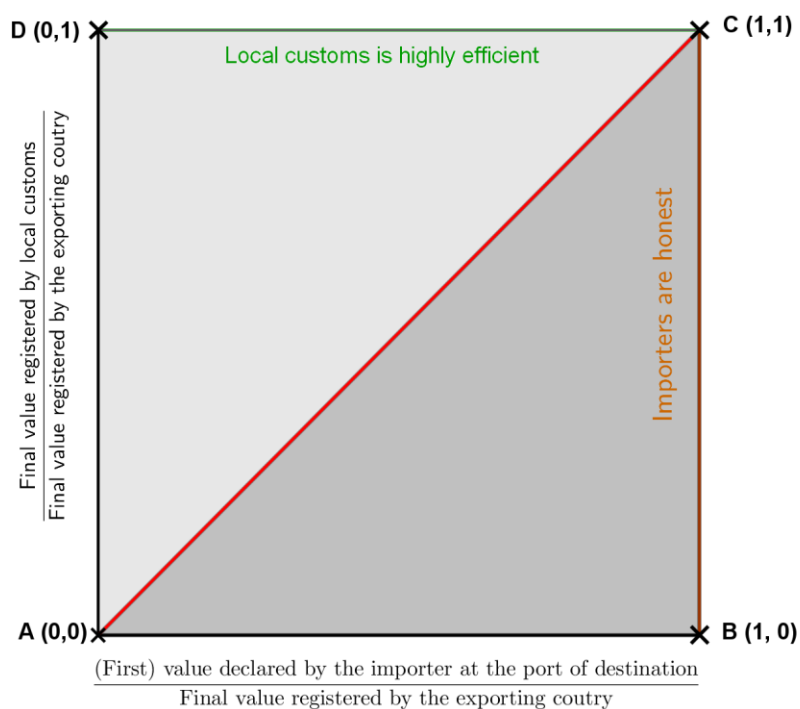 D (0,1)
C (1,1)
Local customs is highly efficient
Final value registered by local customs
Final value registered by the exporting coutry
Importers are honest
A (0,0)
B (1, 0)
(First) value declared by the importer at the port of destination
Final value registered by the exporting coutry